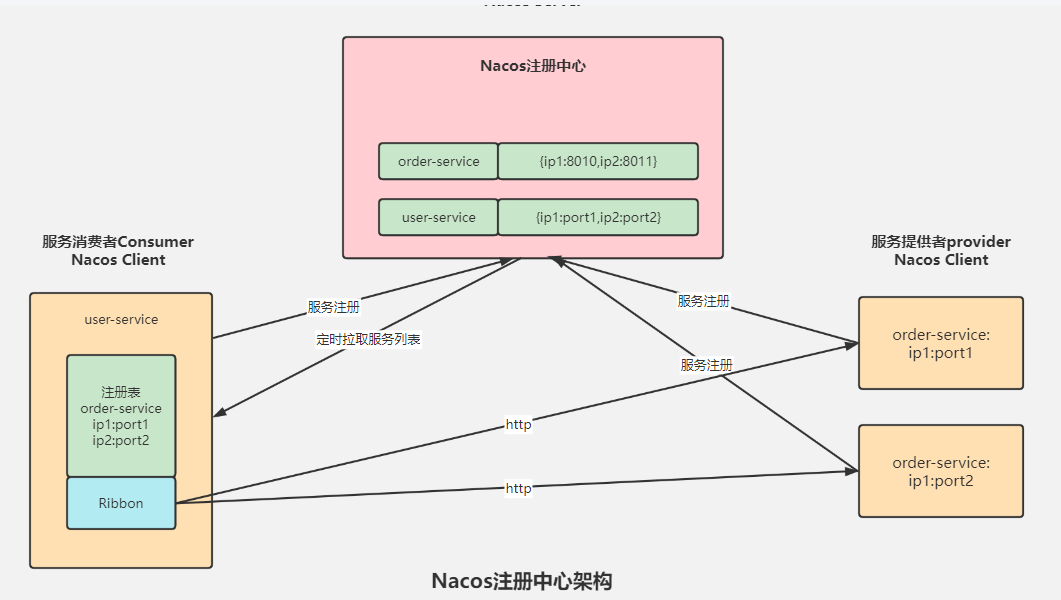 Nacos注册中心
order-service
{ip1:8010,ip2:8011}
user-service
{ip1:port1,ip2:port2}
服务消费者Consumer
Nacos Client
服务提供者provider
Nacos Client
user-service
注册表
order-service
ip1:port1
ip2:port2
Ribbon
服务注册
定时拉取服务列表
服务注册
服务注册
http
http
order-service:
ip1:port1
order-service:
ip1:port2
Nacos注册中心架构